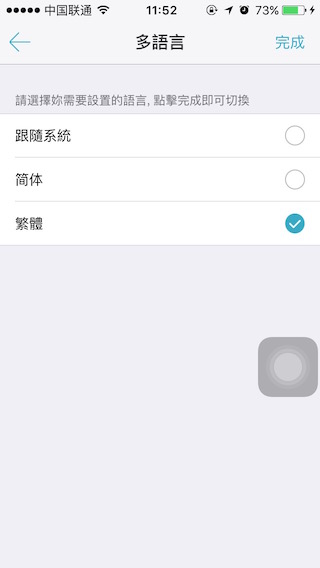 中国联通 11:52 73%
多語言 完成
請選擇妳需要設置的語言, 點擊完成即可切換
跟隨系統
简体
繁體